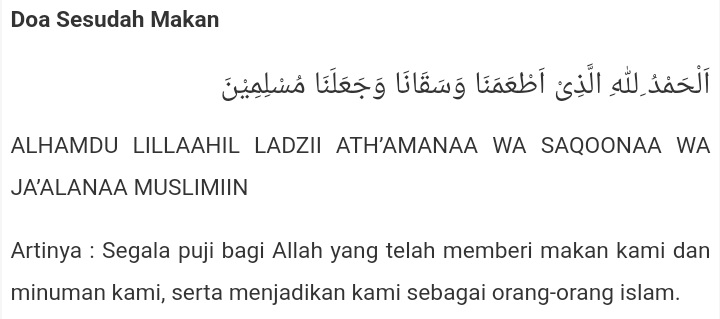 Doa Sesudah Makan
اَلْحَمْدُ ِللهِ الَّذِىْ اَطْعَمَنَا وَسَقَانَا وَجَعَلَنَا مُسْلِمِيْنَ
ALHAMDU LILLAAHIL LADZII ATH’AMANAA WA SAQOONAA WA
JA’ALANAA MUSLIMIIN
Artinya : Segala puji bagi Allah yang telah memberi makan kami dan
minuman kami, serta menjadikan kami sebagai orang-orang islam.